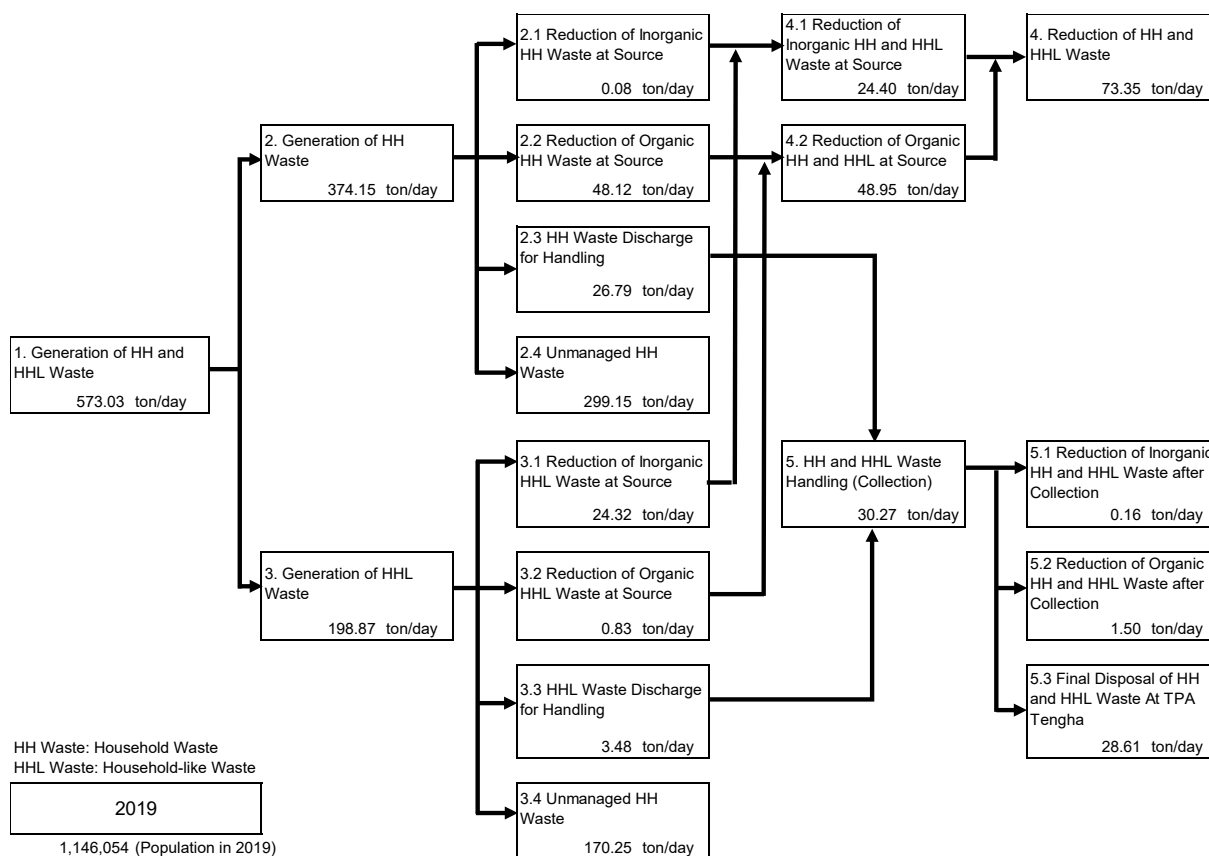 2.1 Reduction of Inorganic
HH Waste at Source
0.08 ton/day
4.1 Reduction of
Inorganic HH and HHL
Waste at Source
24.40 ton/day
4. Reduction of HH and
HHL Waste
73.35 ton/day
2. Generation of HH
Waste
374.15 ton/day
2.2 Reduction of Organic
HH Waste at Source
48.12 ton/day
4.2 Reduction of Organic
HH and HHL at Source
48.95 ton/day
2.3 HH Waste Discharge
for Handling
26.79 ton/day
1. Generation of HH and
HHL Waste
573.03 ton/day
2.4 Unmanaged HH
Waste
299.15 ton/day
3.1 Reduction of Inorganic
HHL Waste at Source
24.32 ton/day
5. HH and HHL Waste
Handling (Collection)
30.27 ton/day
5.1 Reduction of Inorganic
HH and HHL Waste after
Collection
0.16 ton/day
3. Generation of HHL
Waste
198.87 ton/day
3.2 Reduction of Organic
HHL Waste at Source
0.83 ton/day
5.2 Reduction of Organic
HH and HHL Waste after
Collection
1.50 ton/day
3.3 HHL Waste Discharge
for Handling
3.48 ton/day
5.3 Final Disposal of HH
and HHL Waste At TPA
Tengha
28.61 ton/day
HH Waste: Household Waste
HHL Waste: Household-like Waste
2019
1,146,054 (Population in 2019)
3.4 Unmanaged HH
Waste
170.25 ton/day